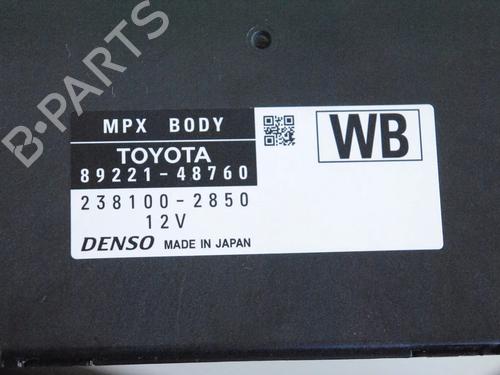 B-PARTS
MPX BODY
TOYOTA
89221-48760
238100-2850
12V
DENSO MADE IN JAPAN
WB